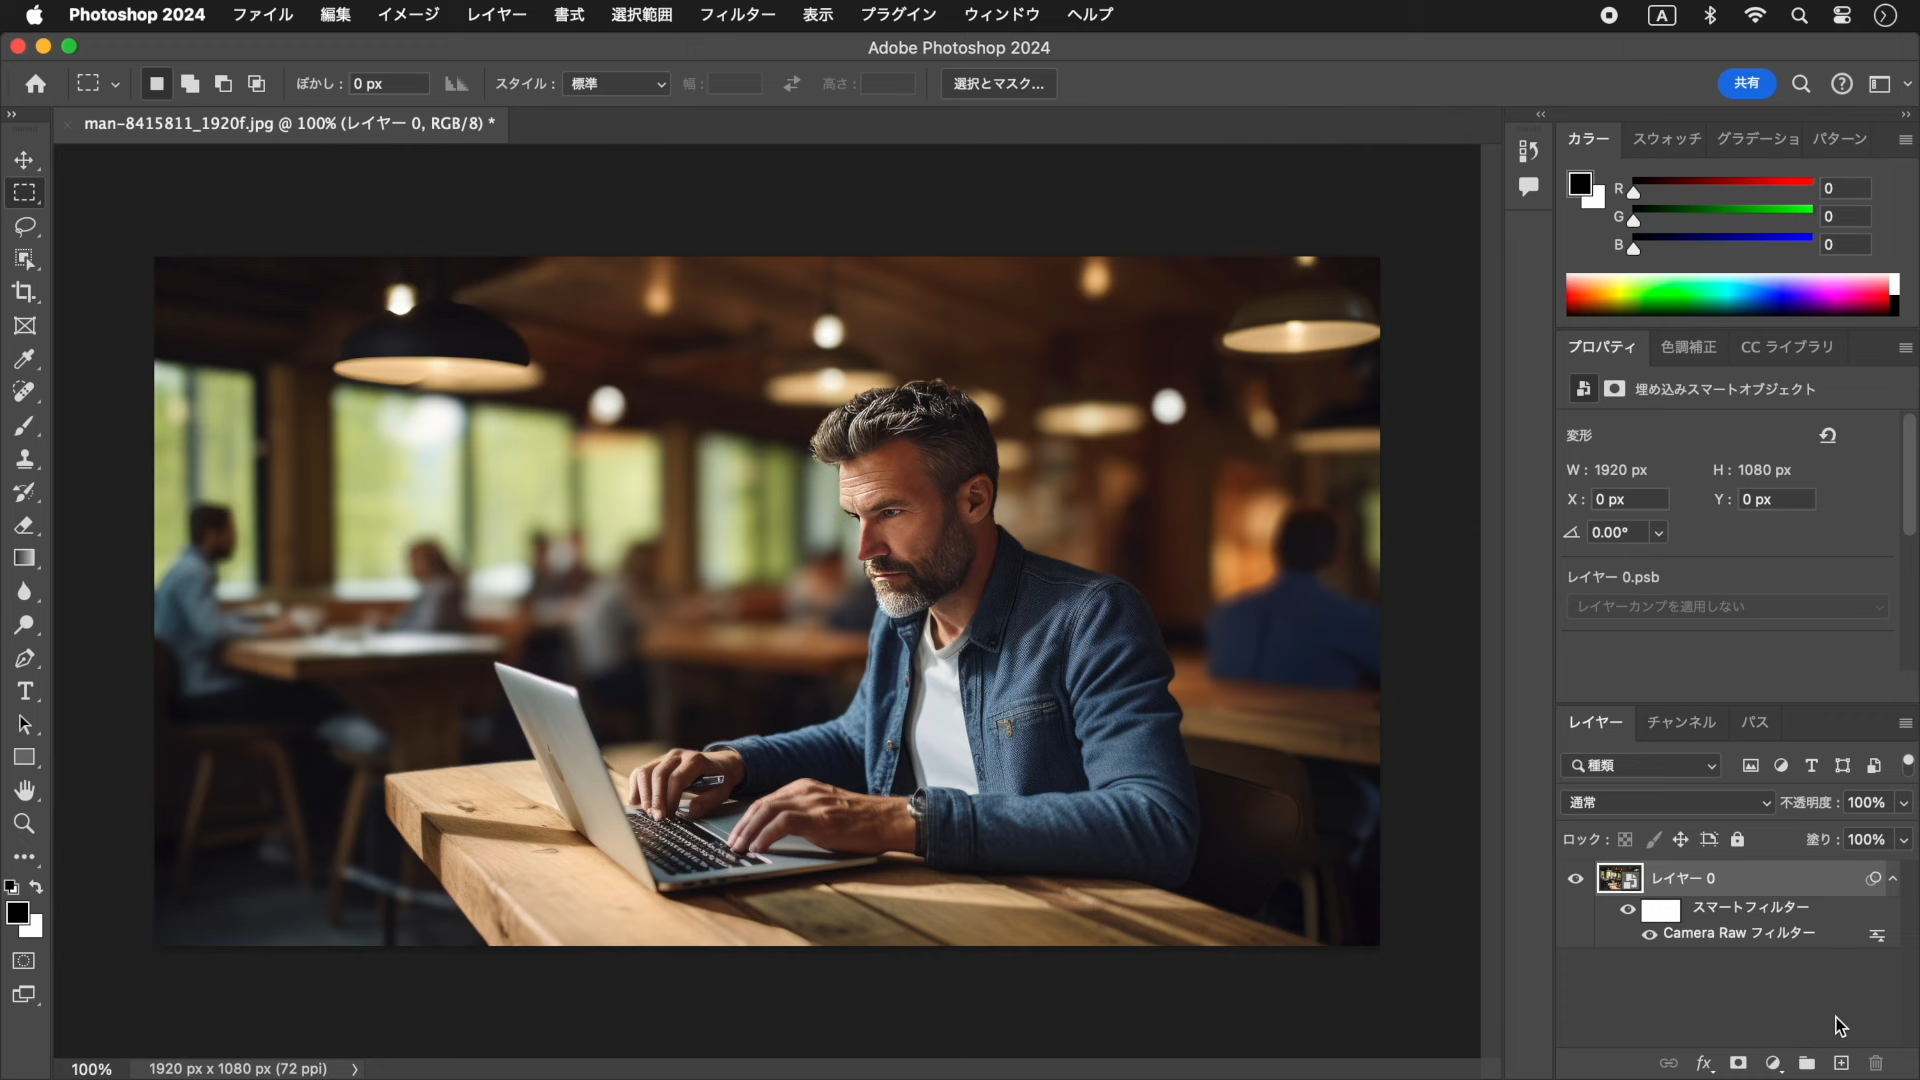 Photoshop 2024 ファイル 編集 イメージ レイヤー 書式 選択範囲 フィルター 表示 プラグイン ウィンドウ ヘルプ A
Adobe Photoshop 2024
ぼかし : 0 px スタイル : 標準 幅 : 高さ : 選択とマスク... 共有
man-8415811_1920f.jpg @ 100% (レイヤー 0, RGB/8) *
カラー スウォッチ グラデーショ パターン
R 0
G 0
B 0
プロパティ 色調補正 CC ライブラリ
埋め込みスマートオブジェクト
変形
W : 1920 px H : 1080 px
X : 0 px Y : 0 px
0.00°
レイヤー 0.psb
レイヤーカンプを適用しない
レイヤー チャンネル パス
種類
通常 不透明度 : 100%
ロック : 塗り : 100%
レイヤー 0
スマートフィルター
Camera Raw フィルター
fx
100% 1920 px x 1080 px (72 ppi)